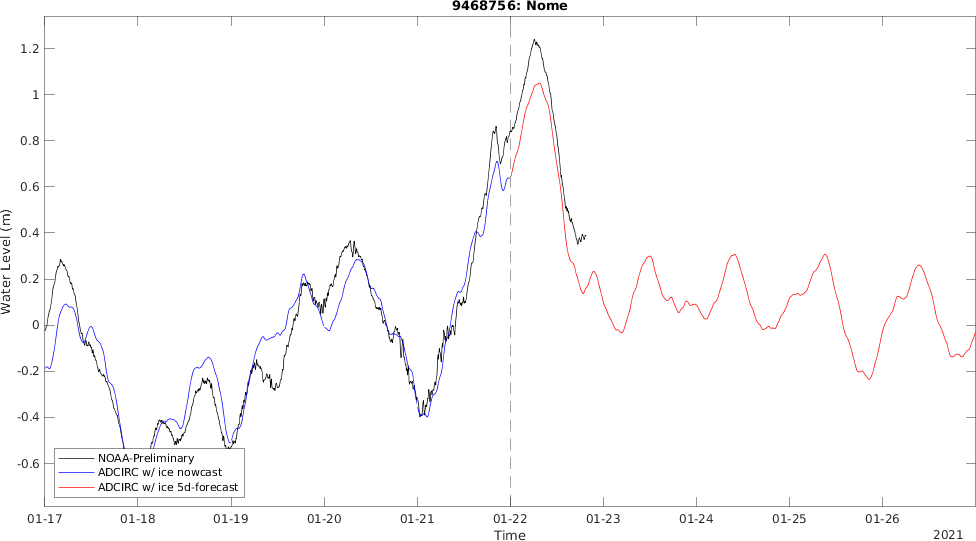 9468756: Nome
1.2
1
0.8
0.6
0.4
0.2
0
-0.2
-0.4
-0.6
Water Level (m)
NOAA-Preliminary
ADCIRC w/ ice nowcast
ADCIRC w/ ice 5d-forecast
01-17 01-18 01-19 01-20 01-21 01-22 01-23 01-24 01-25 01-26
Time
2021